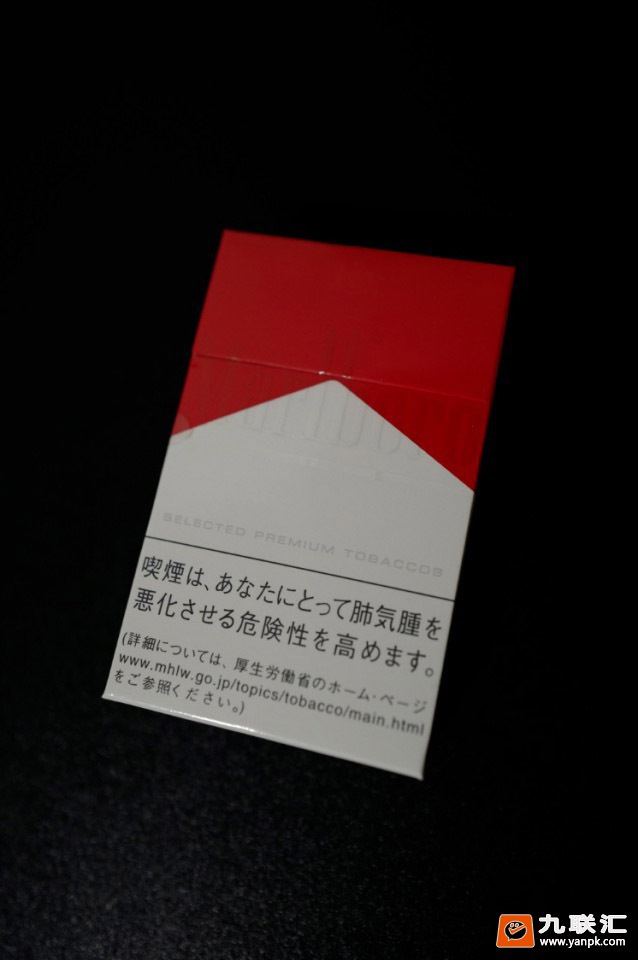 Marlboro
SELECTED PREMIUM TOBACCOS
喫煙は、あなたにとって肺気腫を
悪化させる危険性を高めます。
(詳細については、厚生労働省のホーム・ページ
www.mhlw.go.jp/topics/tobacco/main.html
をご参照ください。)
九联汇
www.yanpk.com